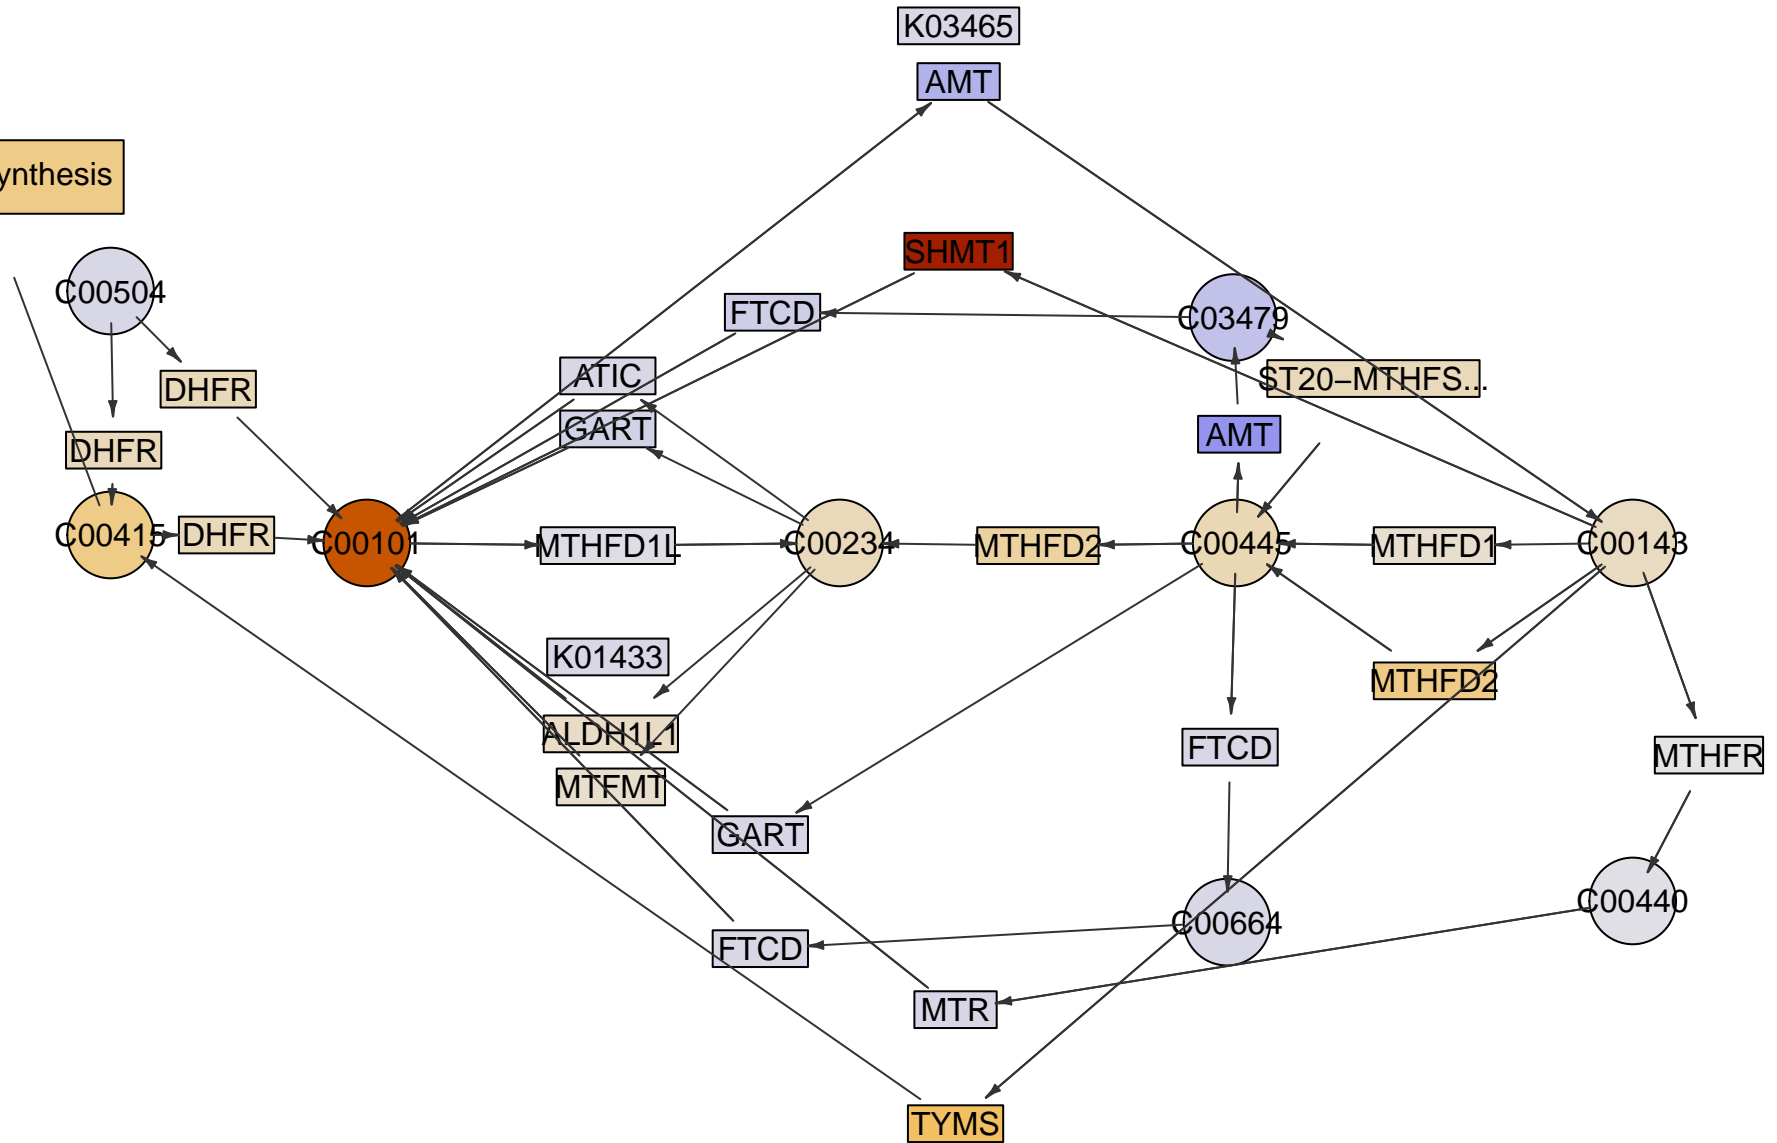 K03465
AMT
ynthesis
SHMT1
C00504
FTCD
C03479
ATIC
ST20−MTHFS...
DHFR
GART
AMT
DHFR
C00415
DHFR
C00101
MTHFD1L
C00234
MTHFD2
C00445
MTHFD1
C00143
K01433
MTHFD2
ALDH1L1
FTCD
MTHFR
MTFMT
GART
C00440
C00664
FTCD
MTR
TYMS